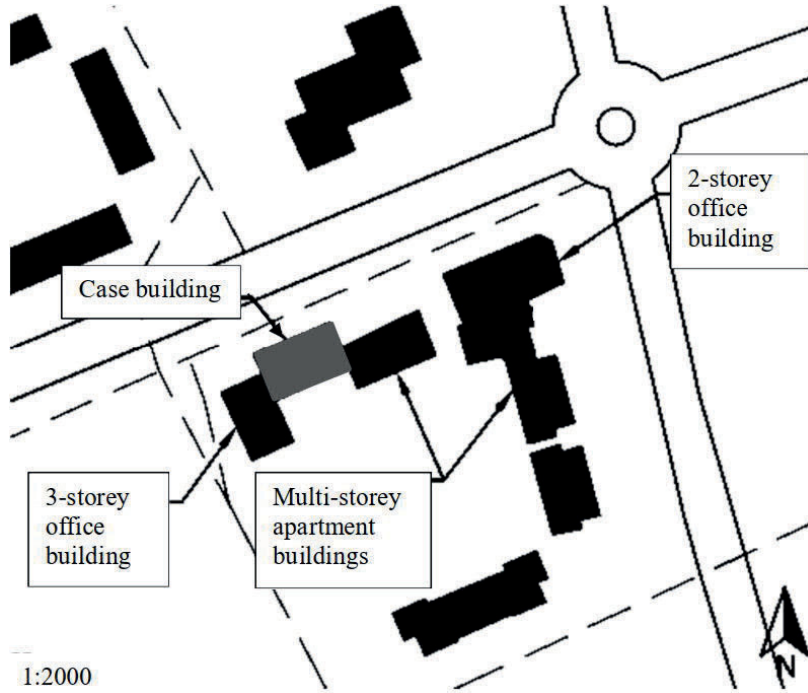 2-storey
office
building
Case building
3-storey
office
building
Multi-storey
apartment
buildings
N
1:2000